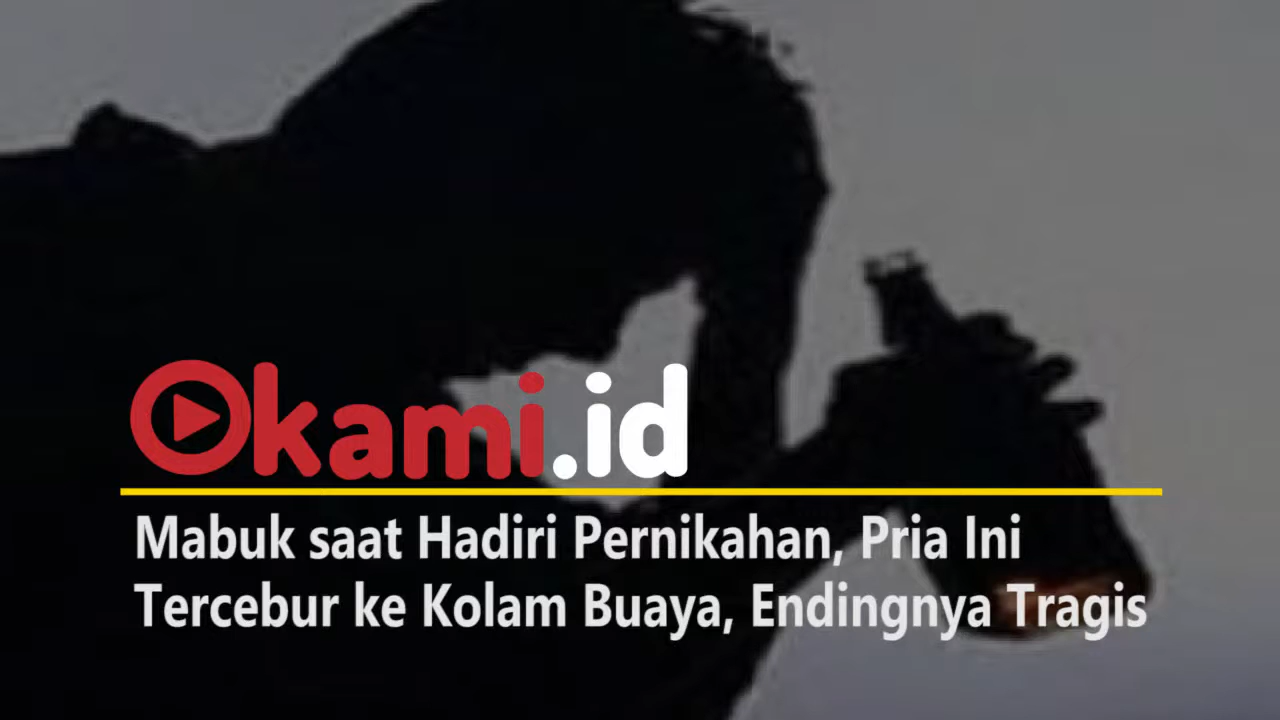 Okami.id
Mabuk saat Hadiri Pernikahan, Pria Ini
Tercebur ke Kolam Buaya, Endingnya Tragis